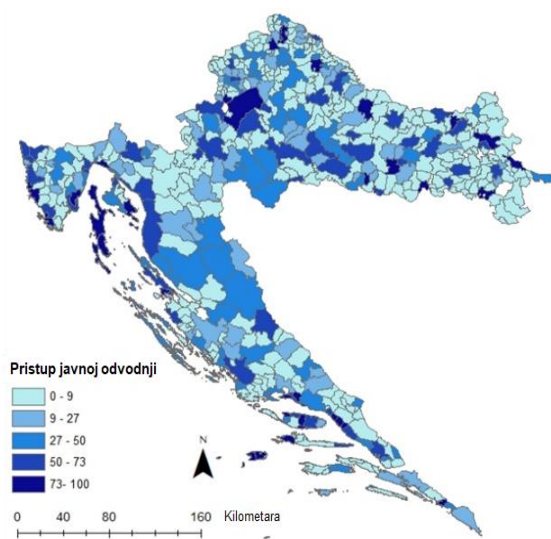 Pristup javnoj odvodnji
0 - 9
9 - 27
27 - 50
50 - 73
73- 100
N
0 40 80 160 Kilometara